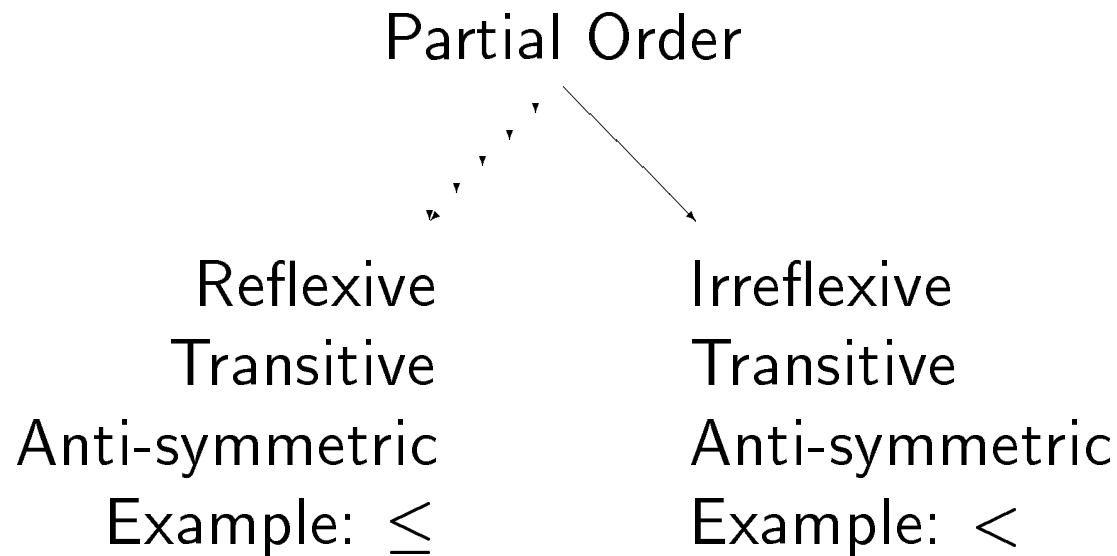 Partial Order
Reflexive
Transitive
Anti-symmetric
Example: ≤
Irreflexive
Transitive
Anti-symmetric
Example: <